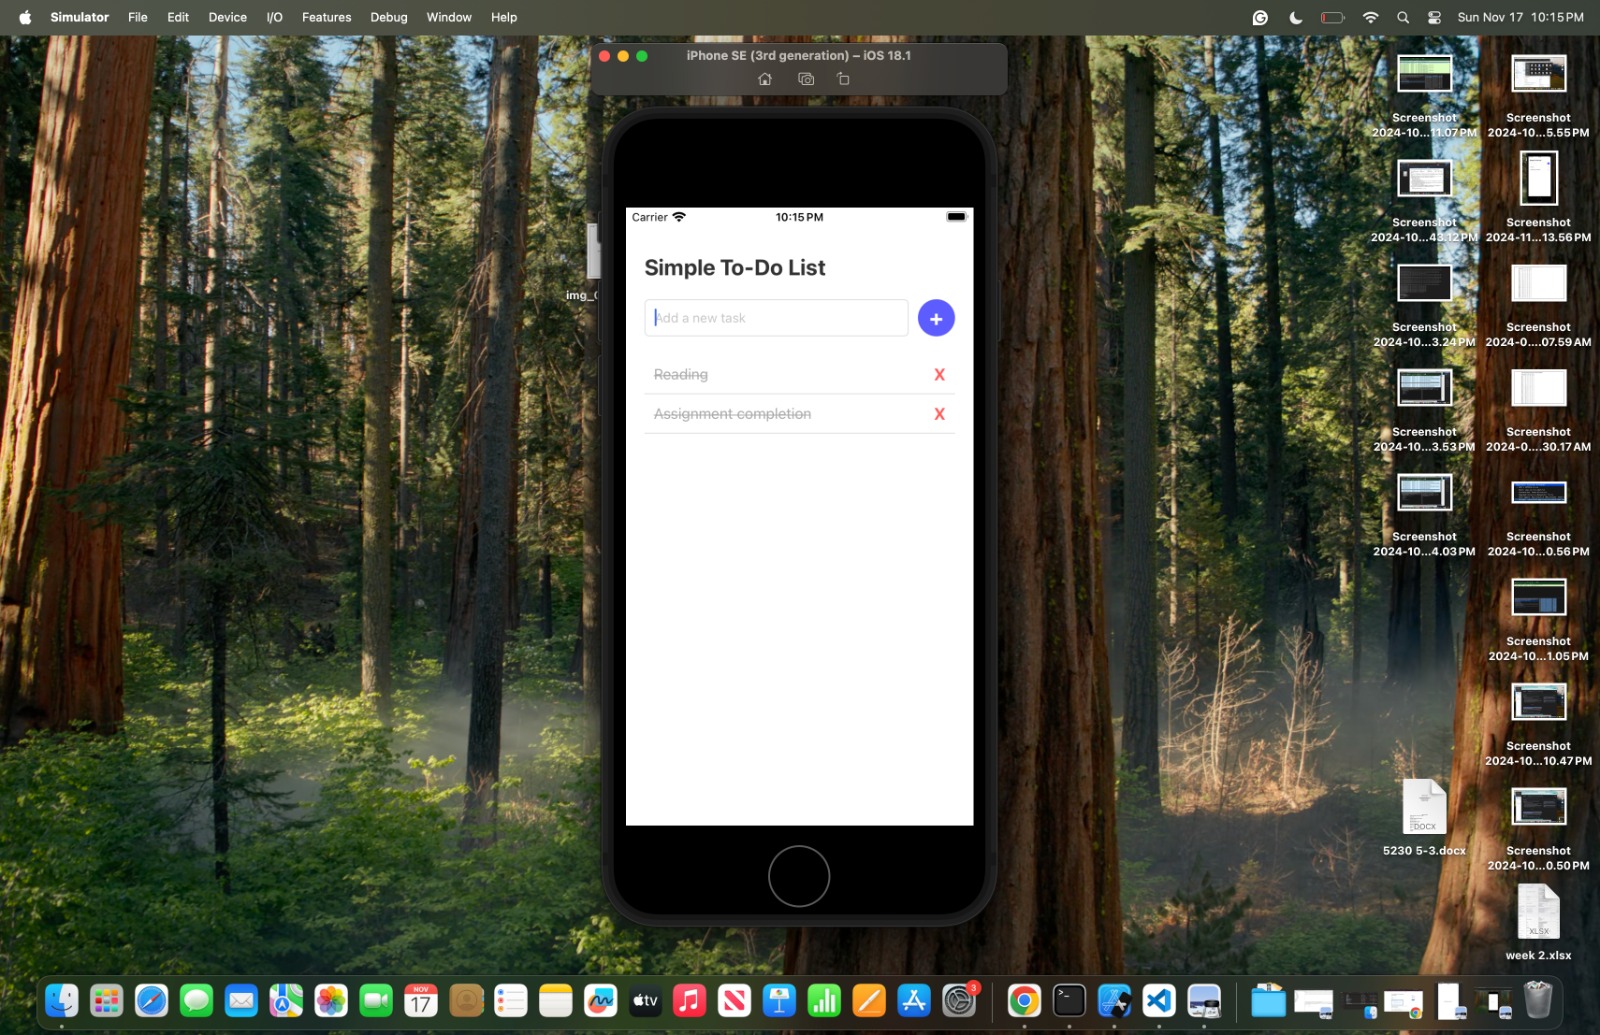 Simulator File Edit Device I/O Features Debug Window Help
Sun Nov 17 10:15 PM
iPhone SE (3rd generation) – iOS 18.1
Carrier 10:15 PM
Simple To-Do List
Add a new task
+
Reading X
Assignment completion X
img_
Screenshot
2024-10...11.07 PM
Screenshot
2024-10...5.55 PM
Screenshot
2024-10...43.12 PM
Screenshot
2024-11...13.56 PM
Screenshot
2024-10...3.24 PM
Screenshot
2024-0....07.59 AM
Screenshot
2024-10...3.53 PM
Screenshot
2024-0....30.17 AM
Screenshot
2024-10...4.03 PM
Screenshot
2024-10...0.56 PM
Screenshot
2024-10...1.05 PM
Screenshot
2024-10...10.47 PM
DOCX
5230 5-3.docx
Screenshot
2024-10...0.50 PM
XLSX
week 2.xlsx
NOV
17
tv
3